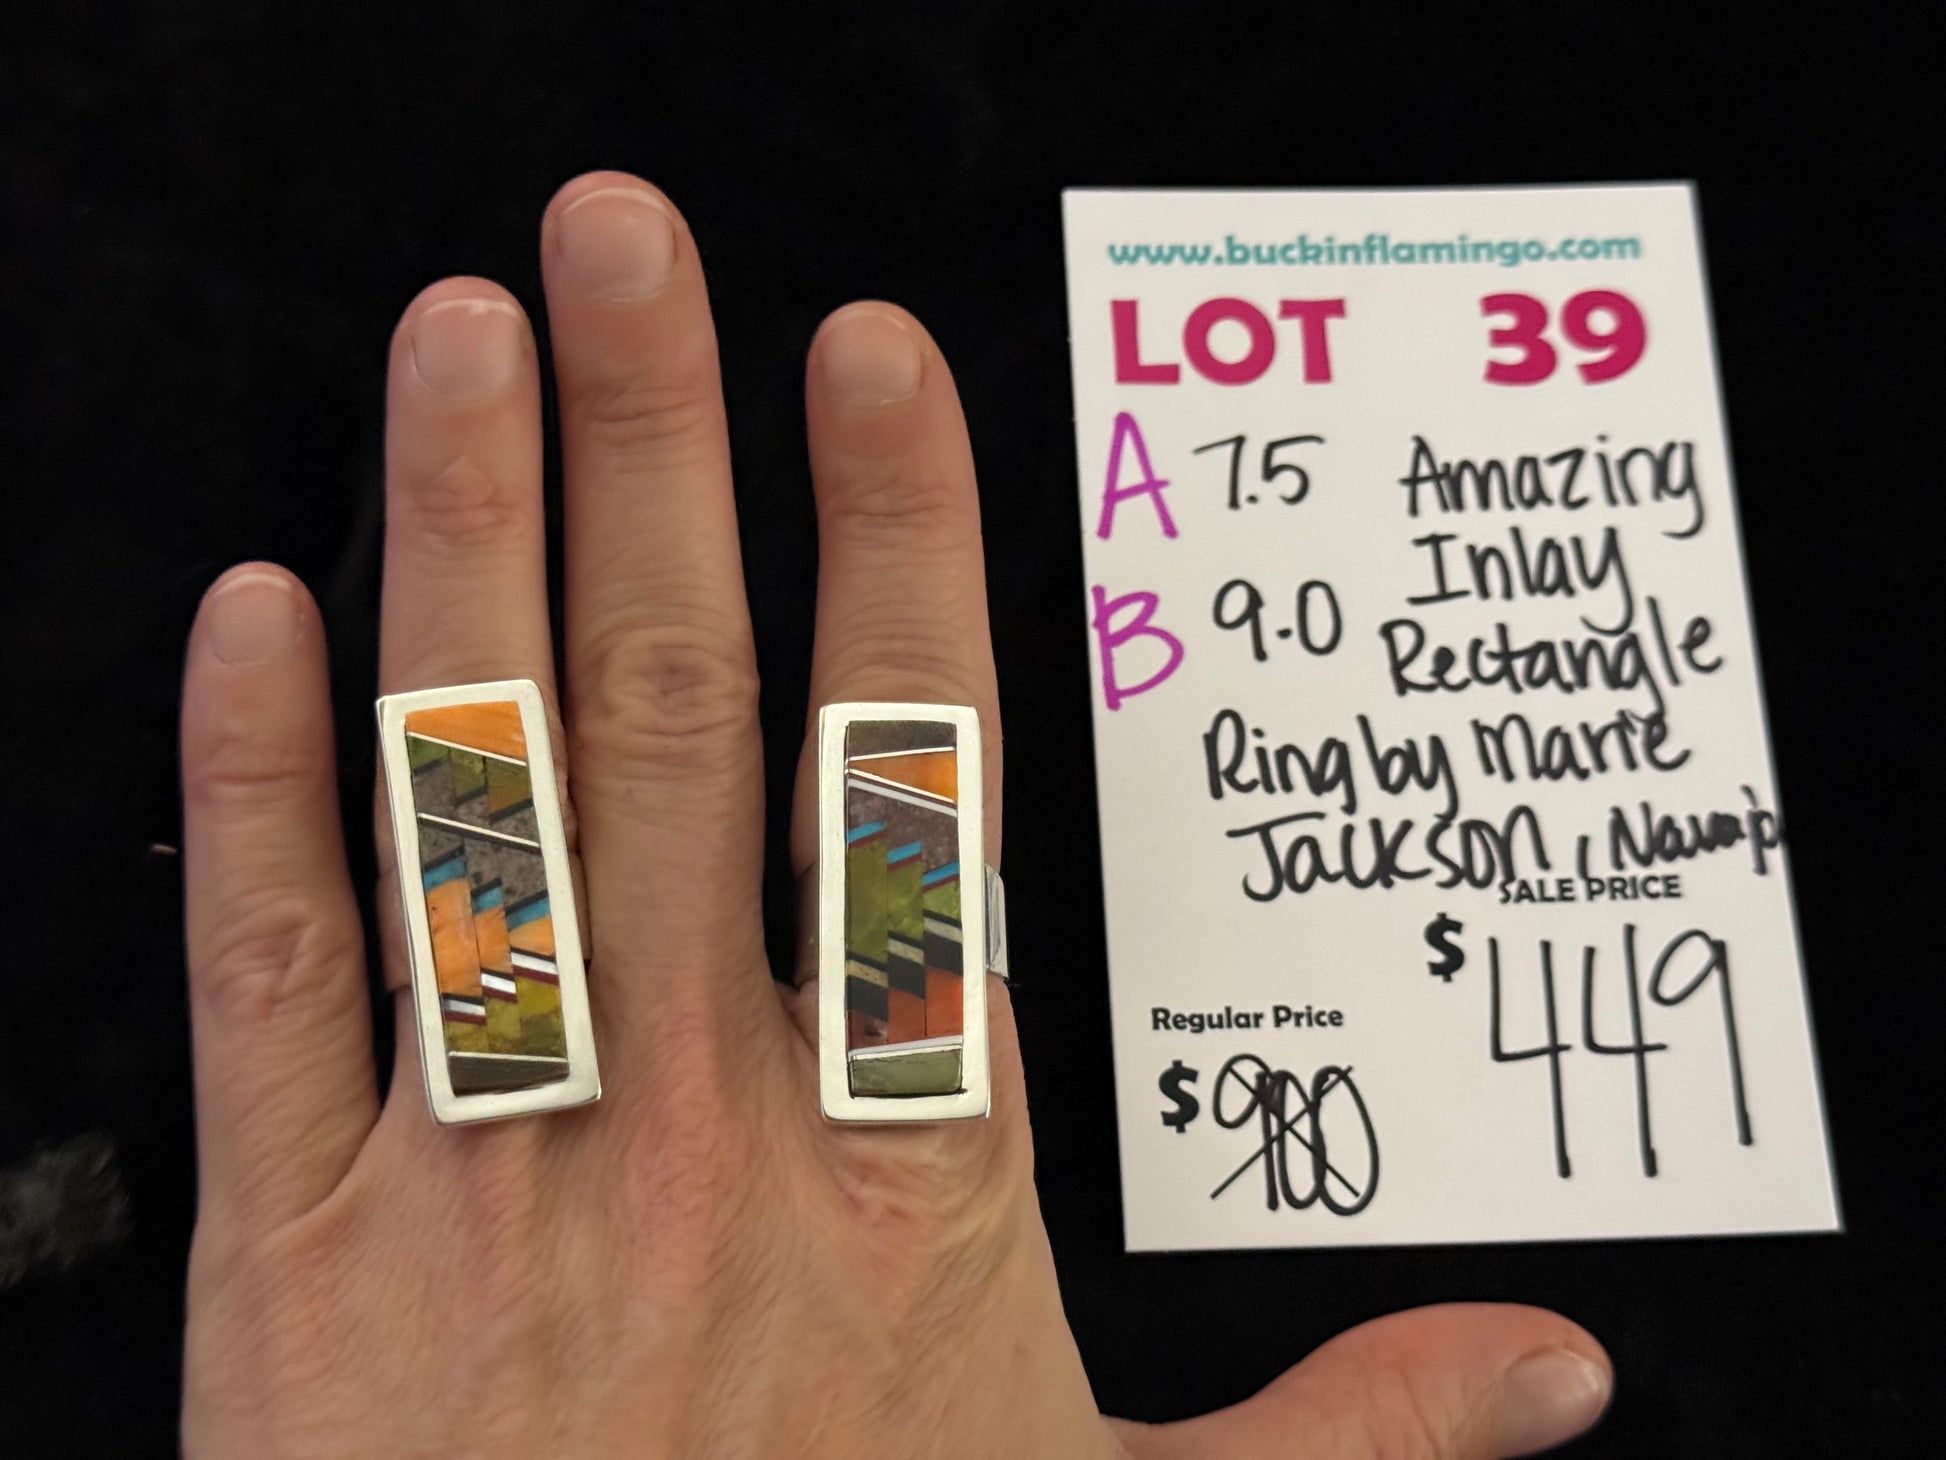 www.buckinflamingo.com
LOT 39
A 7.5 Amazing
Inlay
B 9.0 Rectangle
Ring by Marie
Jackson,
SALE PRICE
$449
Regular Price
$900